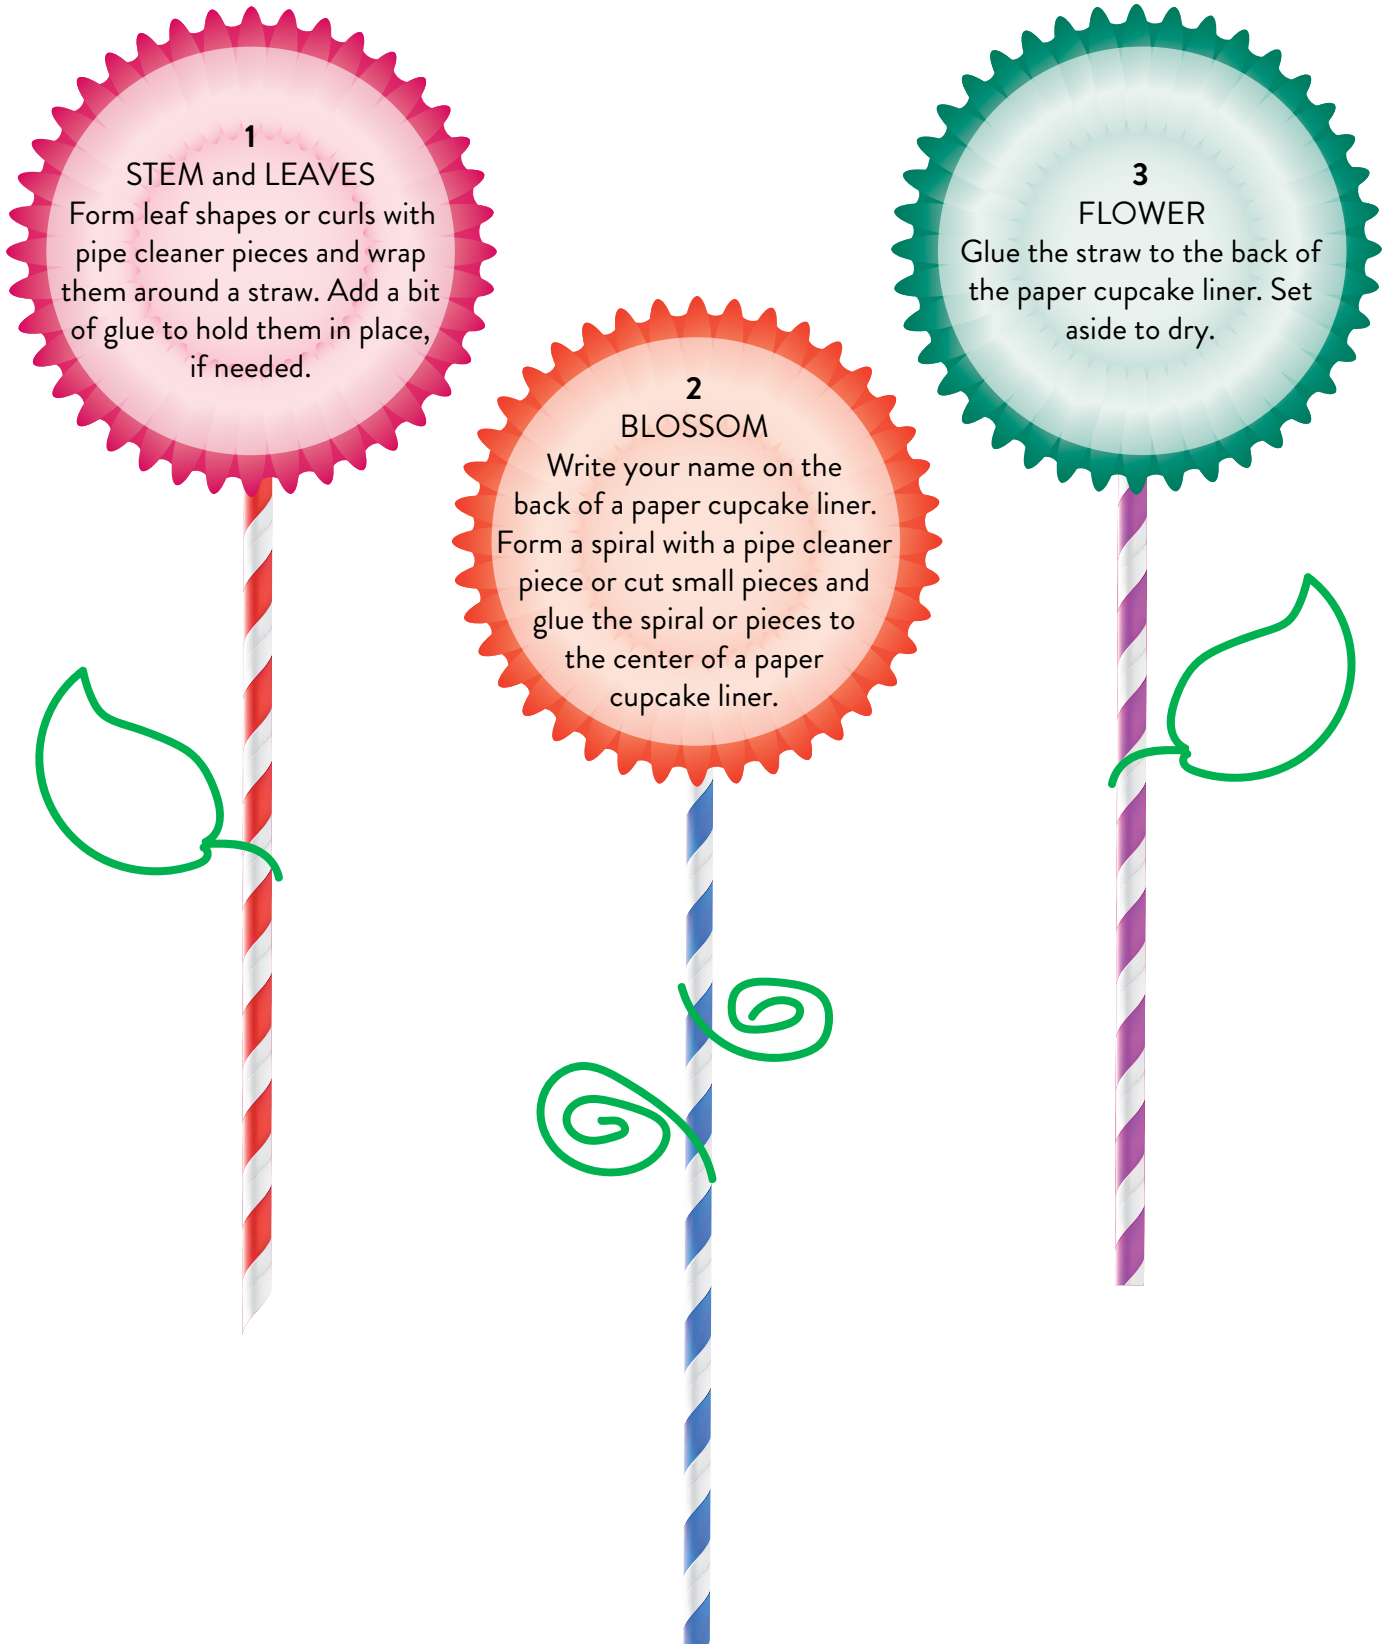 1
STEM and LEAVES
Form leaf shapes or curls with
pipe cleaner pieces and wrap
them around a straw. Add a bit
of glue to hold them in place,
if needed.
2
BLOSSOM
Write your name on the
back of a paper cupcake liner.
Form a spiral with a pipe cleaner
piece or cut small pieces and
glue the spiral or pieces to
the center of a paper
cupcake liner.
3
FLOWER
Glue the straw to the back of
the paper cupcake liner. Set
aside to dry.